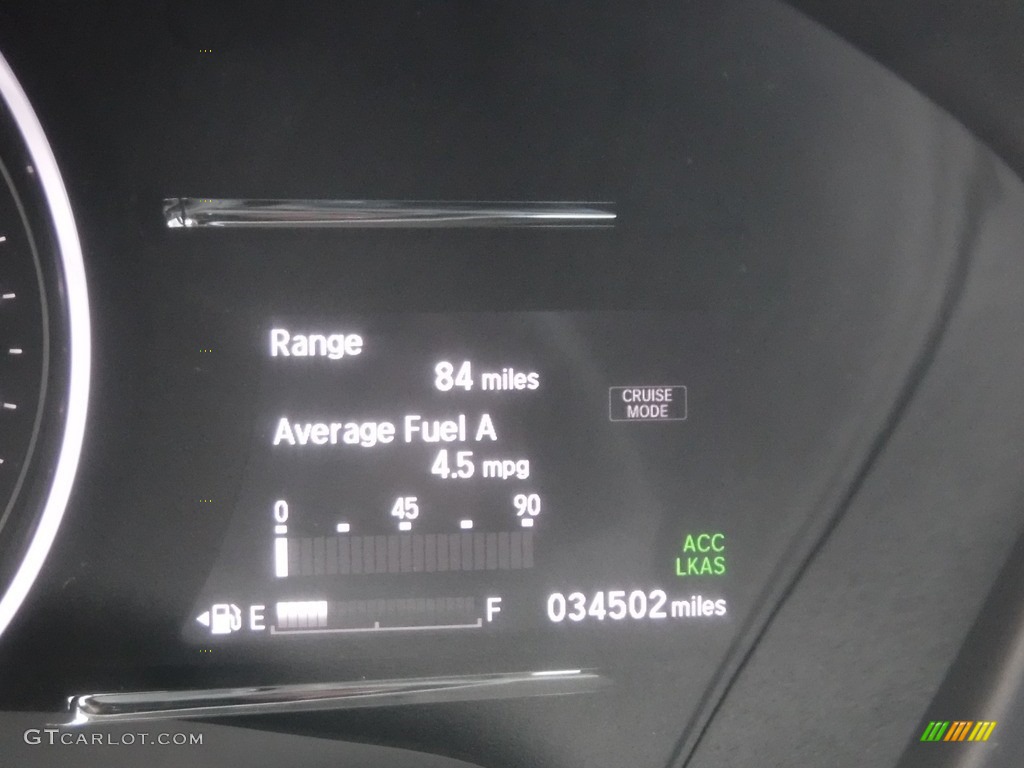 Range
84 miles
CRUISE
MODE
Average Fuel A
4.5 mpg
0 45 90
ACC
LKAS
E F 034502 miles
GTCARLOT.COM